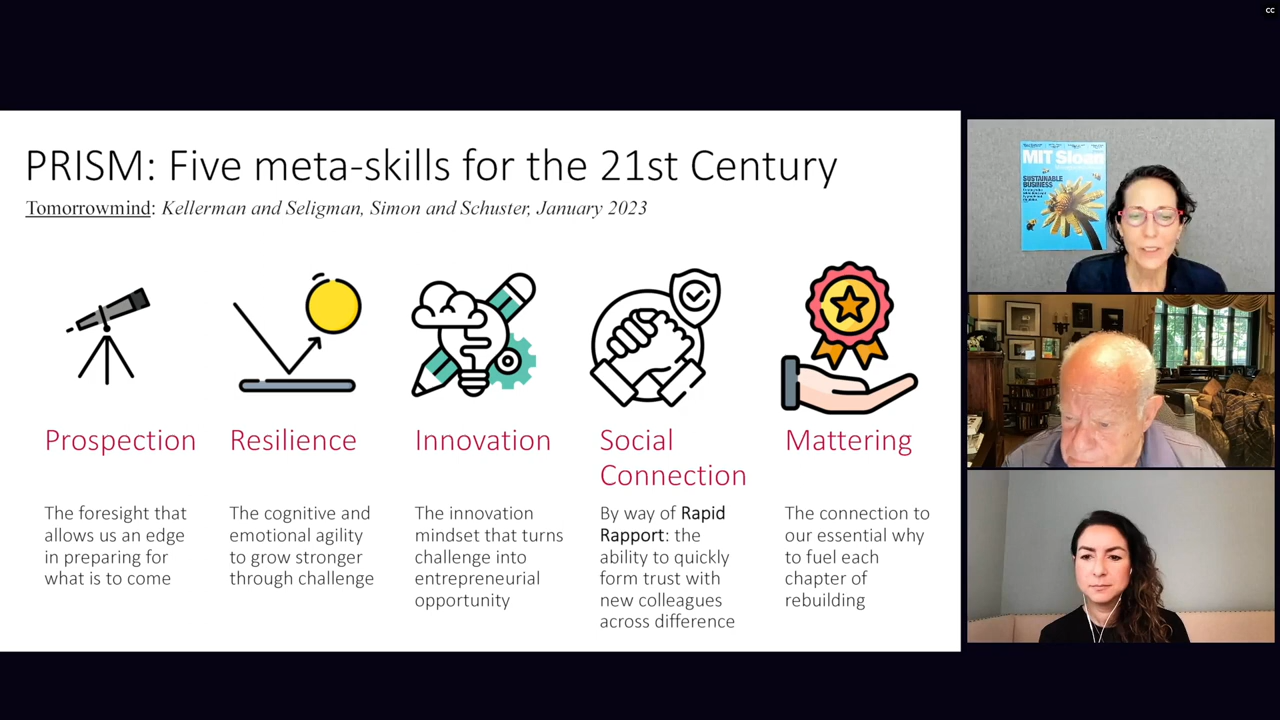 CC
PRISM: Five meta-skills for the 21st Century
Tomorrowmind: Kellerman and Seligman, Simon and Schuster, January 2023
Prospection
The foresight that
allows us an edge
in preparing for
what is to come
Resilience
The cognitive and
emotional agility
to grow stronger
through challenge
Innovation
The innovation
mindset that turns
challenge into
entrepreneurial
opportunity
Social
Connection
By way of Rapid
Rapport: the
ability to quickly
form trust with
new colleagues
across difference
Mattering
The connection to
our essential why
to fuel each
chapter of
rebuilding
MIT Sloan
SUSTAINABLE
BUSINESS